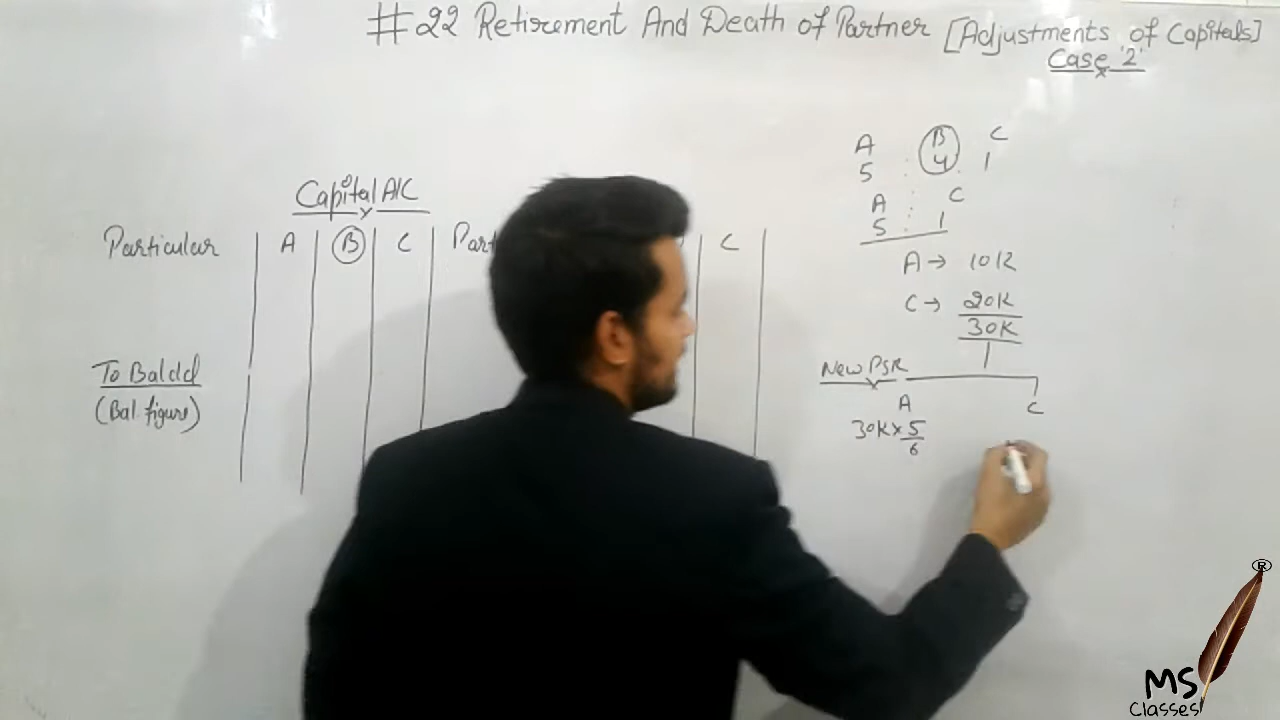 #22 Retirement And Death of Partner [Adjustments of Capitals]
Case '2'
A : B : C
5 : 4 : 1
A : C
5 : 1
A → 10K
C → 20K
30K
New PSR
A C
30K × 5/6
Capital A/C
Particular A B C C
To Bal c/d
(Bal. figure)
MS
Classes
®